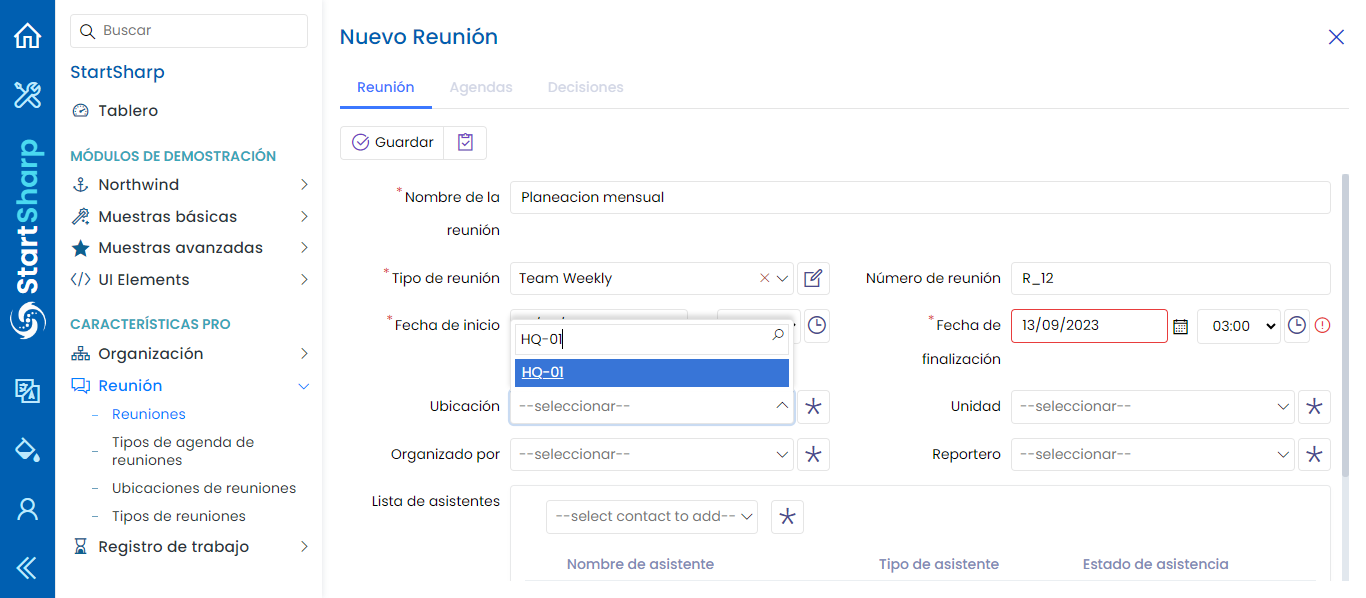 Buscar
StartSharp
Tablero
MÓDULOS DE DEMOSTRACIÓN
Northwind
Muestras básicas
Muestras avanzadas
UI Elements
CARACTERÍSTICAS PRO
Organización
Reunión
Reuniones
Tipos de agenda de
reuniones
Ubicaciones de reuniones
Tipos de reuniones
Registro de trabajo
StartSharp
Nuevo Reunión
Reunión Agendas Decisiones
Guardar
*Nombre de la
reunión
Planeacion mensual
*Tipo de reunión Team Weekly
Número de reunión R_12
*Fecha de inicio
*Fecha de
finalización
13/09/2023 03:00
HQ-01
HQ-01
Ubicación --seleccionar--
Unidad --seleccionar--
Organizado por --seleccionar--
Reportero --seleccionar--
Lista de asistentes
--select contact to add--
Nombre de asistente Tipo de asistente Estado de asistencia